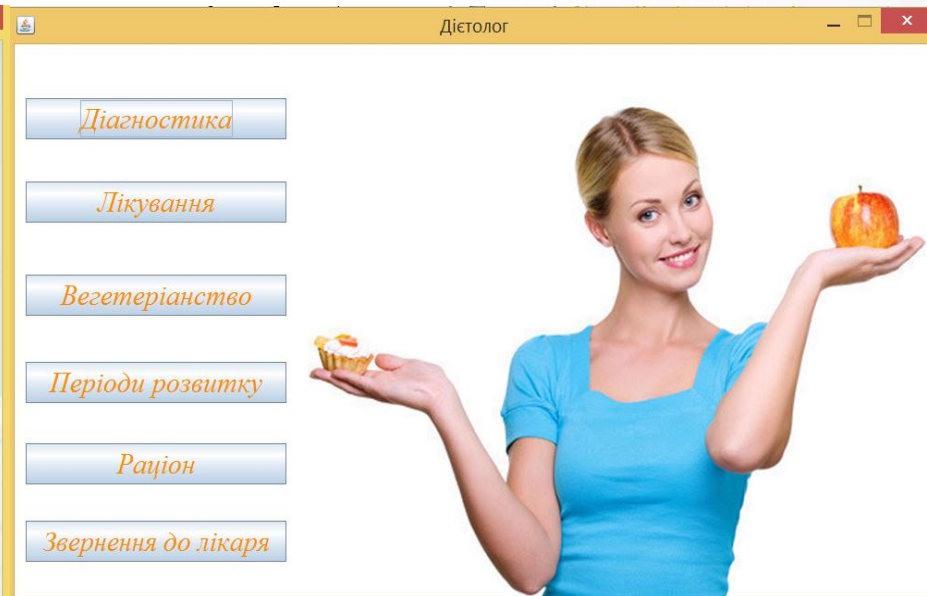 Дієтолог
Діагностика
Лікування
Вегетеріанство
Періоди розвитку
Раціон
Звернення до лікаря